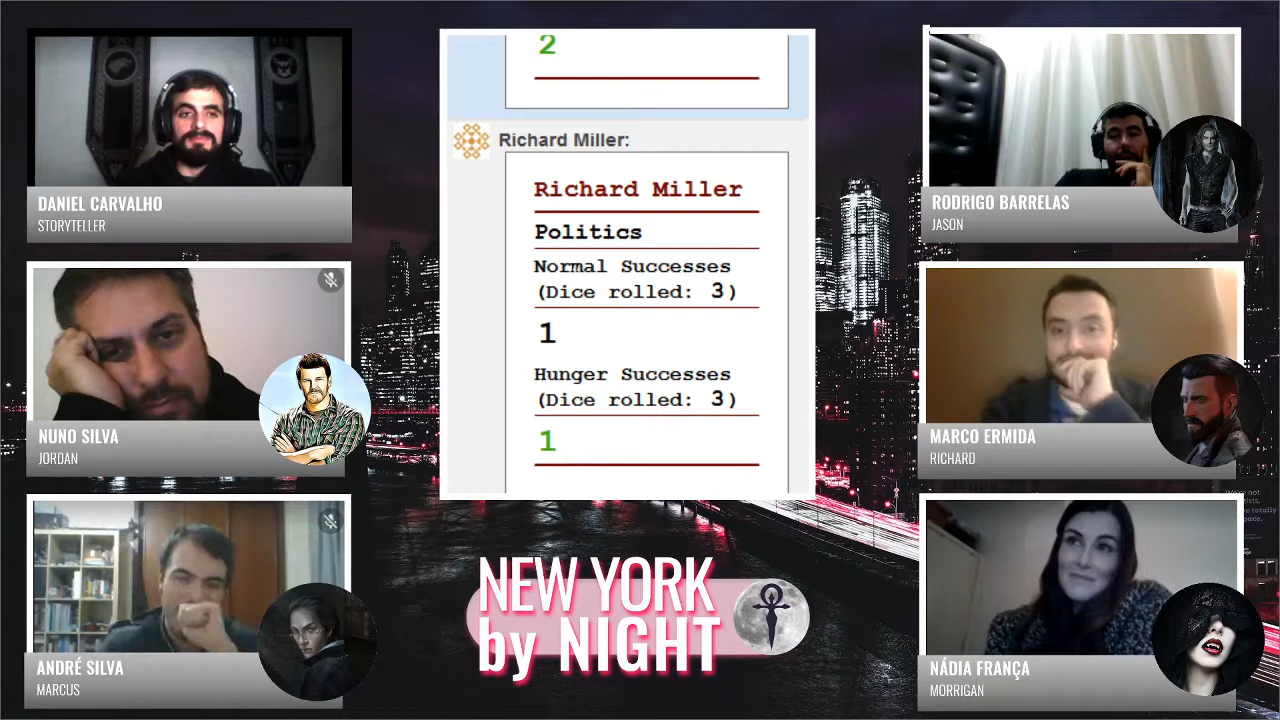 DANIEL CARVALHO
STORYTELLER
NUNO SILVA
JORDAN
ANDRÉ SILVA
MARCUS
2
Richard Miller:
Richard Miller
Politics
Normal Successes
(Dice rolled: 3)
1
Hunger Successes
(Dice rolled: 3)
1
NEW YORK
by NIGHT
RODRIGO BARRELAS
JASON
MARCO ERMIDA
RICHARD
NÁDIA FRANÇA
MORRIGAN